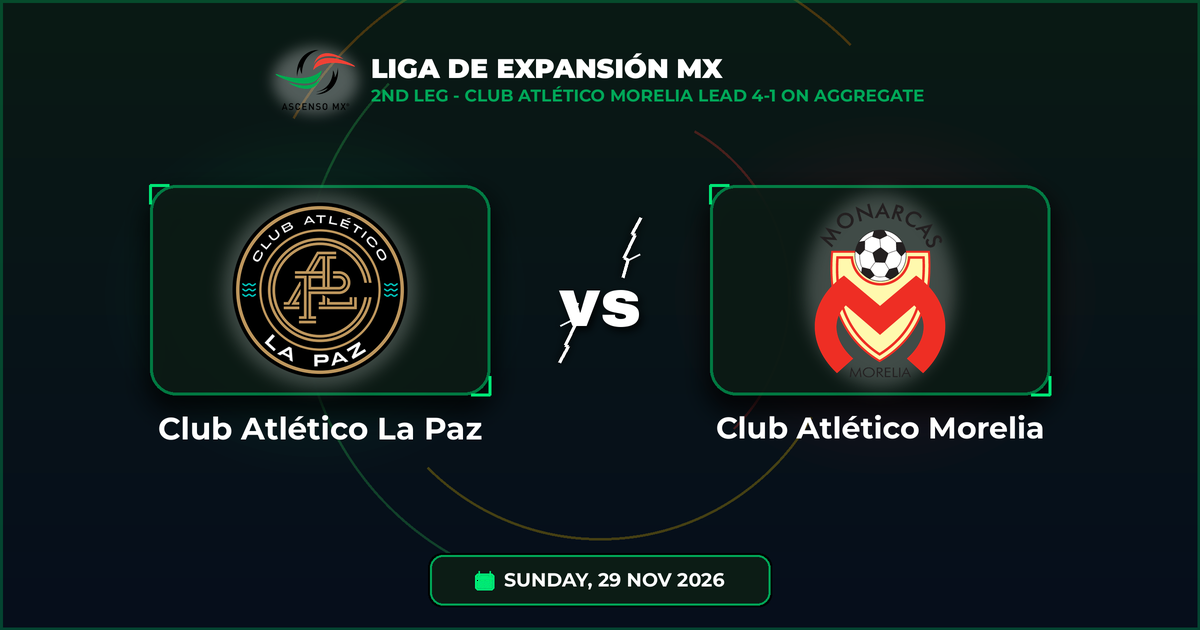 LIGA DE EXPANSIÓN MX
2ND LEG - CLUB ATLÉTICO MORELIA LEAD 4-1 ON AGGREGATE
ASCENSO MX
CLUB ATLÉTICO
LA PAZ
VS
MONARCAS
MORELIA
Club Atlético La Paz
Club Atlético Morelia
SUNDAY, 29 NOV 2026